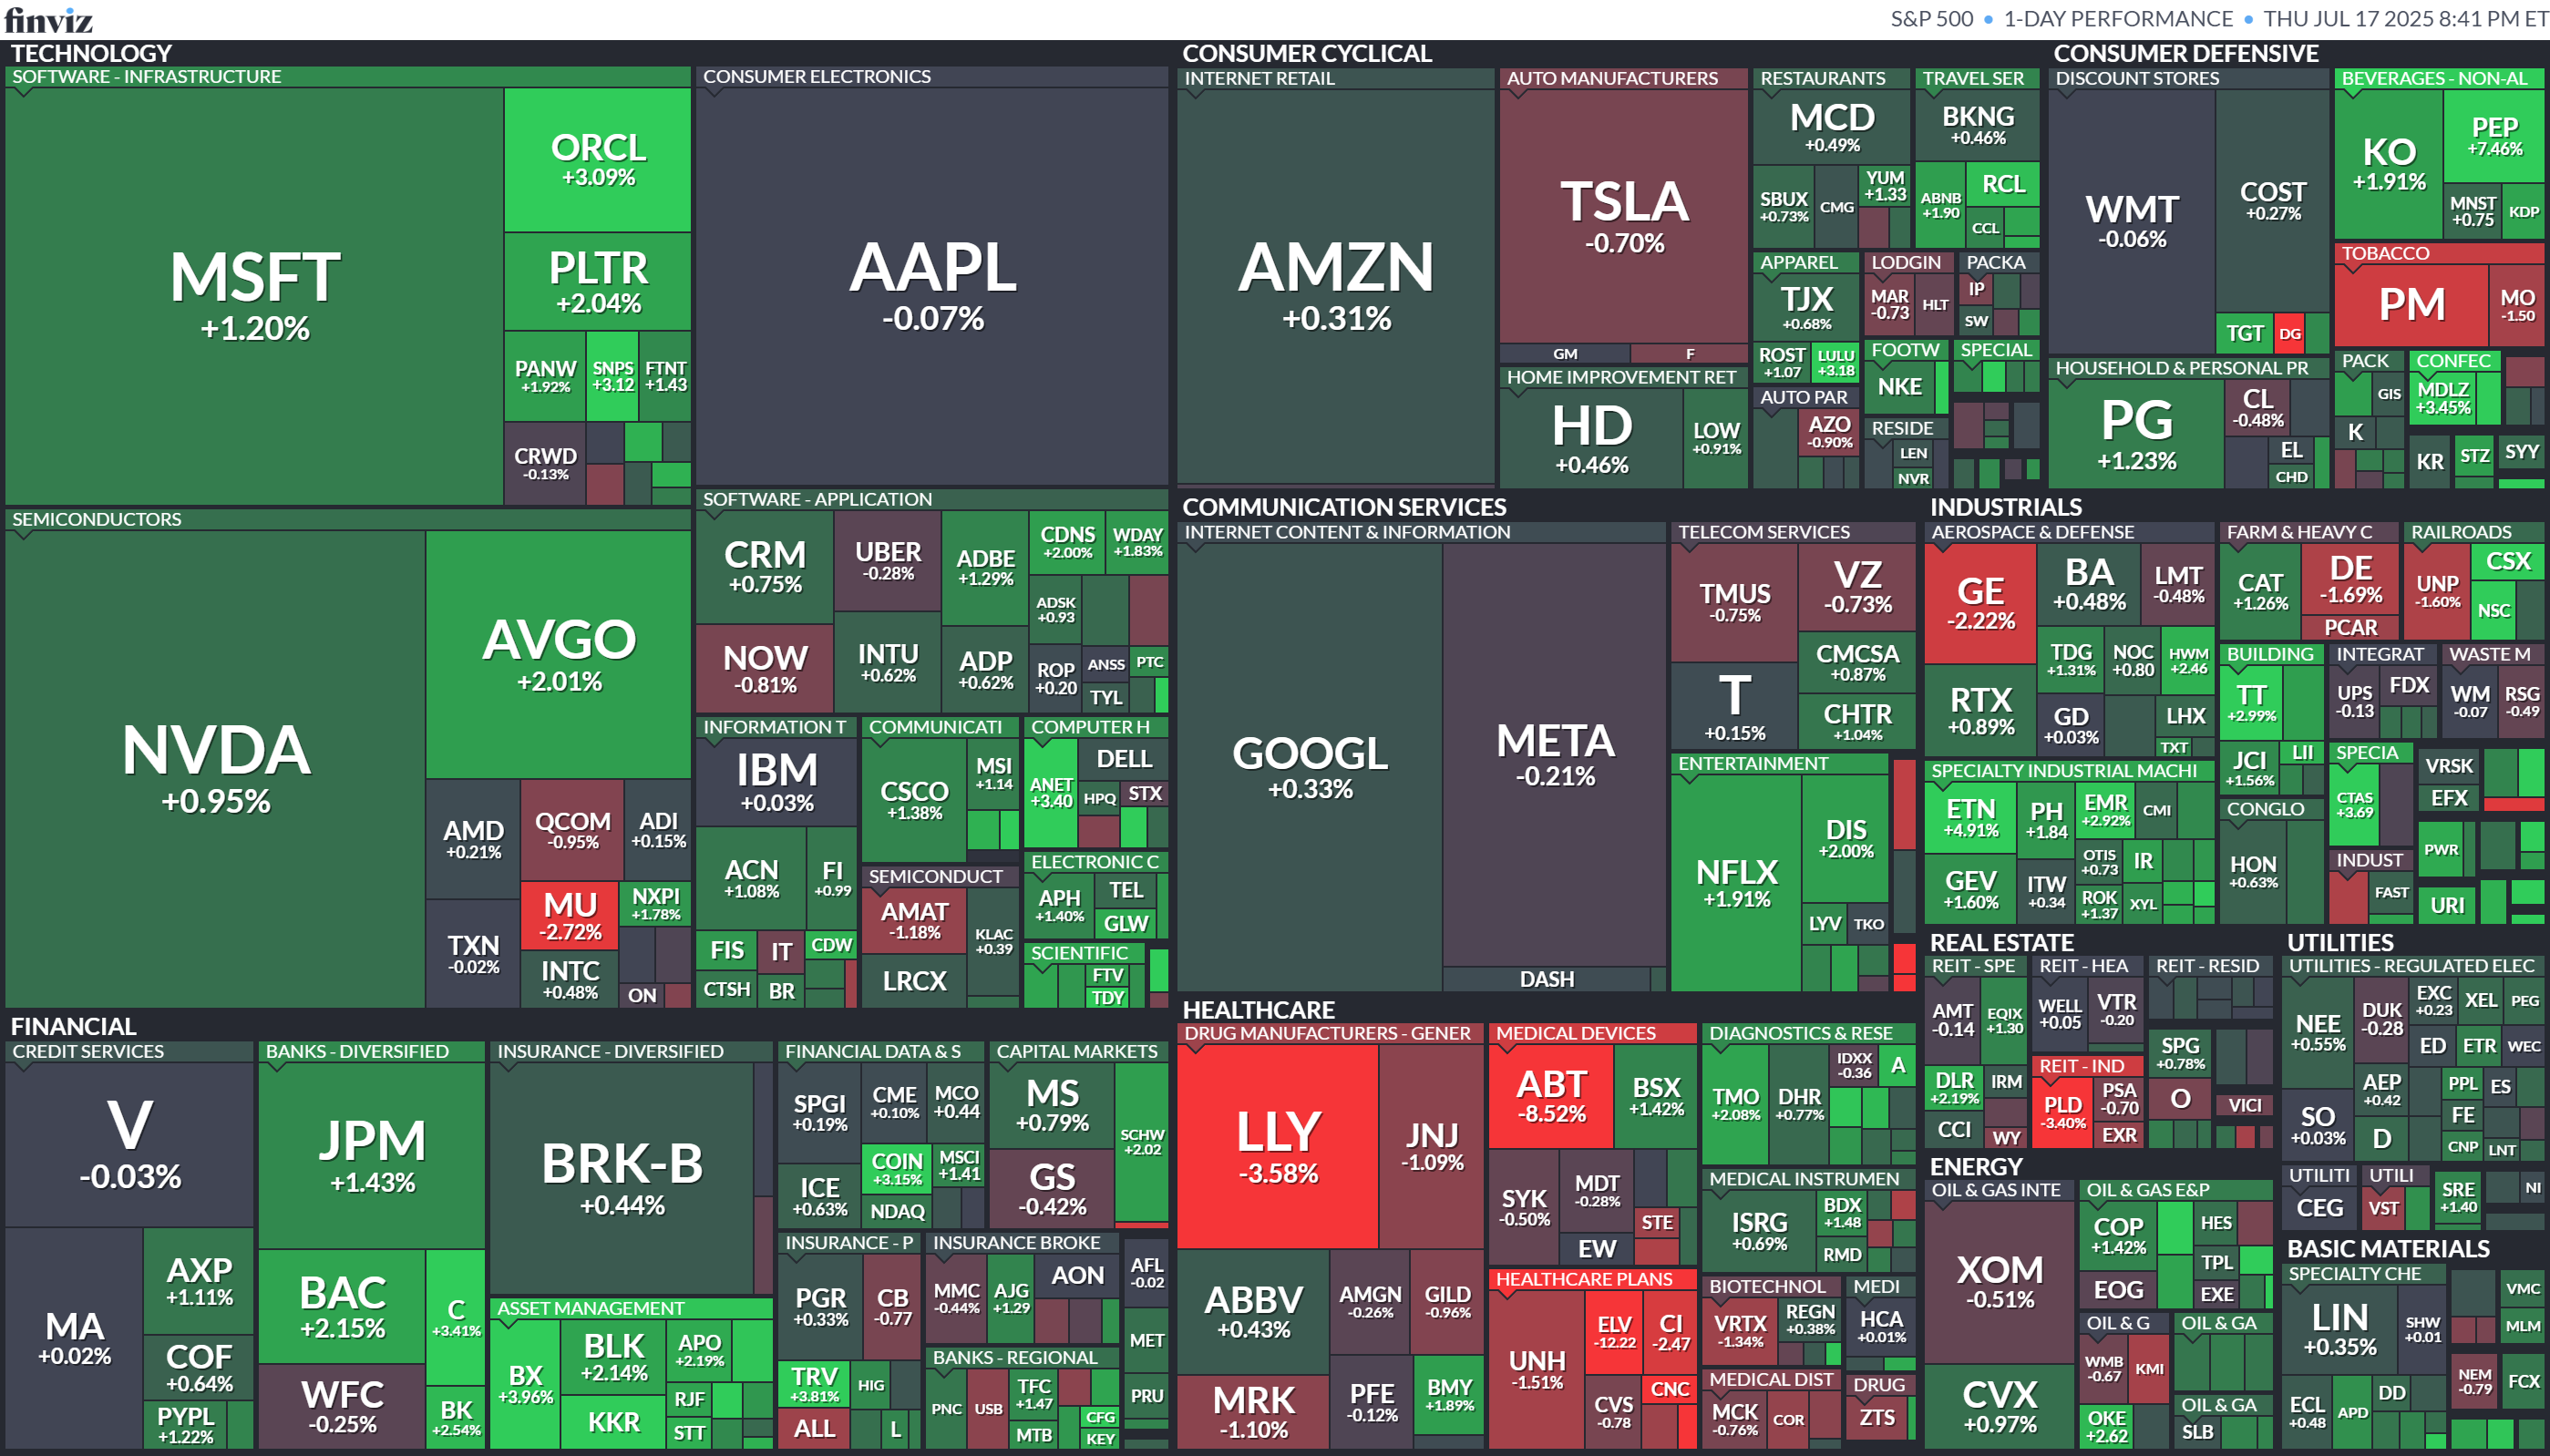 finviz
S&P 500 • 1-DAY PERFORMANCE • THU JUL 17 2025 8:41 PM ET
TECHNOLOGY
SOFTWARE - INFRASTRUCTURE
MSFT
+1.20%
ORCL
+3.09%
PLTR
+2.04%
PANW
+1.92%
SNPS
+3.12
FTNT
+1.43
CRWD
-0.13%
CONSUMER ELECTRONICS
AAPL
-0.07%
SEMICONDUCTORS
NVDA
+0.95%
AVGO
+2.01%
AMD
+0.21%
QCOM
-0.95%
ADI
+0.15%
TXN
-0.02%
MU
-2.72%
NXPI
+1.78%
INTC
+0.48%
ON
SOFTWARE - APPLICATION
CRM
+0.75%
UBER
-0.28%
ADBE
+1.29%
CDNS
+2.00%
WDAY
+1.83%
NOW
-0.81%
INTU
+0.62%
ADP
+0.62%
ADSK
+0.93
ROP
+0.20
ANSS
PTC
TYL
INFORMATION T
IBM
+0.03%
ACN
+1.08%
FI
+0.99
FIS
IT
CDW
CTSH
BR
COMMUNICATI
CSCO
+1.38%
MSI
+1.14
SEMICONDUCT
AMAT
-1.18%
KLAC
+0.39
LRCX
COMPUTER H
ANET
+3.40
DELL
HPQ
STX
ELECTRONIC C
APH
+1.40%
TEL
GLW
SCIENTIFIC
FTV
TDY
CONSUMER CYCLICAL
INTERNET RETAIL
AMZN
+0.31%
AUTO MANUFACTURERS
TSLA
-0.70%
GM
F
HOME IMPROVEMENT RET
HD
+0.46%
LOW
+0.91%
RESTAURANTS
MCD
+0.49%
SBUX
+0.73%
CMG
YUM
+1.33
TRAVEL SER
BKNG
+0.46%
ABNB
+1.90
RCL
CCL
APPAREL
TJX
+0.68%
ROST
+1.07
LULU
+3.18
LODGIN
MAR
-0.73
HLT
PACKA
IP
SW
FOOTW
NKE
SPECIAL
AUTO PAR
AZO
-0.90%
RESIDE
LEN
NVR
CONSUMER DEFENSIVE
DISCOUNT STORES
WMT
-0.06%
COST
+0.27%
TGT
DG
BEVERAGES - NON-AL
KO
+1.91%
PEP
+7.46%
MNST
+0.75
KDP
TOBACCO
PM
MO
-1.50
HOUSEHOLD & PERSONAL PR
PG
+1.23%
CL
-0.48%
EL
CHD
PACK
GIS
K
CONFEC
MDLZ
+3.45%
KR
STZ
SYY
COMMUNICATION SERVICES
INTERNET CONTENT & INFORMATION
GOOGL
+0.33%
META
-0.21%
DASH
TELECOM SERVICES
TMUS
-0.75%
VZ
-0.73%
T
+0.15%
CMCSA
+0.87%
CHTR
+1.04%
ENTERTAINMENT
NFLX
+1.91%
DIS
+2.00%
LYV
TKO
INDUSTRIALS
AEROSPACE & DEFENSE
GE
-2.22%
BA
+0.48%
LMT
-0.48%
RTX
+0.89%
TDG
+1.31%
NOC
+0.80
HWM
+2.46
GD
+0.03%
LHX
TXT
FARM & HEAVY C
CAT
+1.26%
DE
-1.69%
PCAR
RAILROADS
UNP
-1.60%
CSX
NSC
SPECIALTY INDUSTRIAL MACHI
ETN
+4.91%
PH
+1.84
EMR
+2.92%
CMI
GEV
+1.60%
ITW
+0.34
OTIS
+0.73
IR
ROK
+1.37
XYL
BUILDING
TT
+2.99%
JCI
+1.56%
LII
INTEGRAT
UPS
-0.13
FDX
WASTE M
WM
-0.07
RSG
-0.49
SPECIA
CTAS
+3.69
VRSK
EFX
CONGLO
HON
+0.63%
INDUST
FAST
PWR
URI
FINANCIAL
CREDIT SERVICES
V
-0.03%
MA
+0.02%
AXP
+1.11%
COF
+0.64%
PYPL
+1.22%
BANKS - DIVERSIFIED
JPM
+1.43%
BAC
+2.15%
C
+3.41%
WFC
-0.25%
BK
+2.54%
INSURANCE - DIVERSIFIED
BRK-B
+0.44%
ASSET MANAGEMENT
BX
+3.96%
BLK
+2.14%
APO
+2.19%
KKR
RJF
STT
FINANCIAL DATA & S
SPGI
+0.19%
CME
+0.10%
MCO
+0.44
ICE
+0.63%
COIN
+3.15%
MSCI
+1.41
NDAQ
CAPITAL MARKETS
MS
+0.79%
GS
-0.42%
SCHW
+2.02
INSURANCE - P
PGR
+0.33%
CB
-0.77
TRV
+3.81%
HIG
ALL
L
INSURANCE BROKE
MMC
-0.44%
AJG
+1.29
AON
AFL
-0.02
MET
PRU
BANKS - REGIONAL
PNC
USB
TFC
+1.47
MTB
CFG
KEY
HEALTHCARE
DRUG MANUFACTURERS - GENER
LLY
-3.58%
JNJ
-1.09%
ABBV
+0.43%
AMGN
-0.26%
GILD
-0.96%
MRK
-1.10%
PFE
-0.12%
BMY
+1.89%
MEDICAL DEVICES
ABT
-8.52%
BSX
+1.42%
SYK
-0.50%
MDT
-0.28%
STE
EW
HEALTHCARE PLANS
UNH
-1.51%
ELV
-12.22
CI
-2.47
CVS
-0.78
CNC
DIAGNOSTICS & RESE
TMO
+2.08%
DHR
+0.77%
IDXX
-0.36
A
MEDICAL INSTRUMEN
ISRG
+0.69%
BDX
+1.48
RMD
BIOTECHNOL
VRTX
-1.34%
REGN
+0.38%
MEDI
HCA
+0.01%
MEDICAL DIST
MCK
-0.76%
COR
DRUG
ZTS
REAL ESTATE
REIT - SPE
AMT
-0.14
EQIX
+1.30
DLR
+2.19%
IRM
CCI
WY
REIT - HEA
WELL
+0.05
VTR
-0.20
REIT - RESID
REIT - IND
PLD
-3.40%
PSA
-0.70
EXR
SPG
+0.78%
O
VICI
UTILITIES
UTILITIES - REGULATED ELEC
NEE
+0.55%
DUK
-0.28
EXC
+0.23
XEL
PEG
ED
ETR
WEC
SO
+0.03%
AEP
+0.42
D
PPL
ES
FE
CNP
LNT
UTILITI
CEG
UTILI
VST
SRE
+1.40
NI
ENERGY
OIL & GAS INTE
XOM
-0.51%
CVX
+0.97%
OIL & GAS E&P
COP
+1.42%
HES
EOG
TPL
EXE
OIL & G
WMB
-0.67
KMI
OKE
+2.62
OIL & GA
OIL & GA
SLB
BASIC MATERIALS
SPECIALTY CHE
LIN
+0.35%
SHW
+0.01
ECL
+0.48
APD
DD
VMC
MLM
NEM
-0.79
FCX